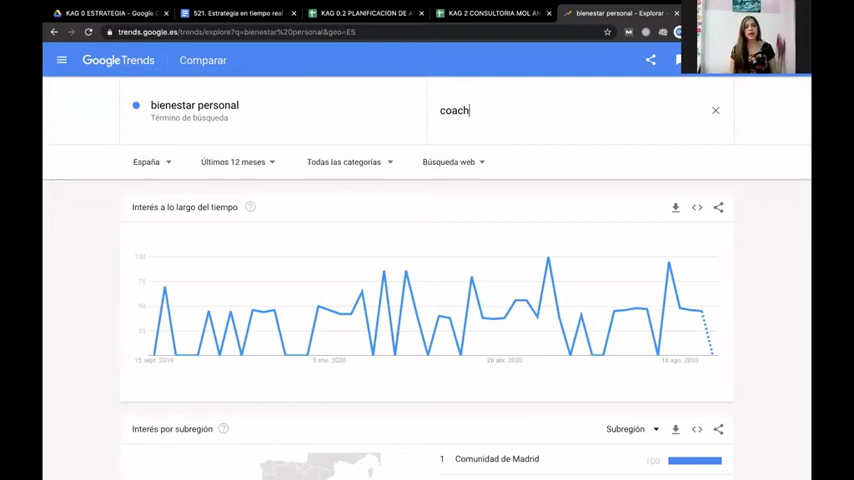 KAG 0 ESTRATEGIA - Google D
521. Estrategia en tiempo real
KAG 0.2 PLANIFICACION DE A
KAG 2 CONSULTORIA MOL AN
bienestar personal - Explorar -
trends.google.es/trends/explore?q=bienestar%20personal&geo=ES
Google Trends Comparar
bienestar personal
Término de búsqueda
coach
España
Últimos 12 meses
Todas las categorías
Búsqueda web
Interés a lo largo del tiempo
100
75
50
25
15 sept. 2019
5 ene. 2020
26 abr. 2020
16 ago. 2020
Interés por subregión
Subregión
1 Comunidad de Madrid 100